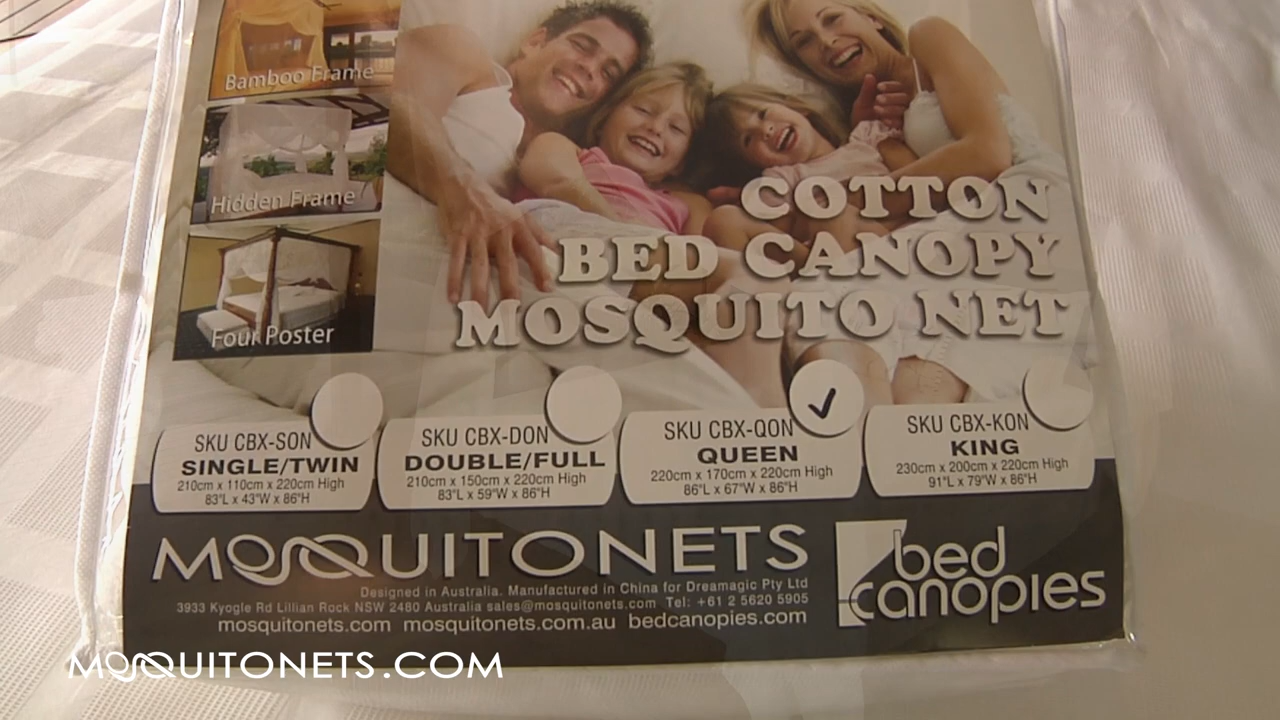 Bamboo Frame
Hidden Frame
Four Poster
COTTON
BED CANOPY
MOSQUITO NET
SKU CBX-SON
SINGLE/TWIN
210cm x 110cm x 220cm High
83"L x 43"W x 86"H
SKU CBX-DON
DOUBLE/FULL
210cm x 150cm x 220cm High
83"L x 59"W x 86"H
SKU CBX-QON
QUEEN
220cm x 170cm x 220cm High
86"L x 67"W x 86"H
SKU CBX-KON
KING
230cm x 200cm x 220cm High
91"L x 79"W x 86"H
MOSQUITONETS
Designed in Australia. Manufactured in China for Dreamagic Pty Ltd
3933 Kyogle Rd Lillian Rock NSW 2480 Australia sales@mosquitonets.com Tel: +61 2 5620 5905
mosquitonets.com mosquitonets.com.au bedcanopies.com
bed
canopies
MOSQUITONETS.COM